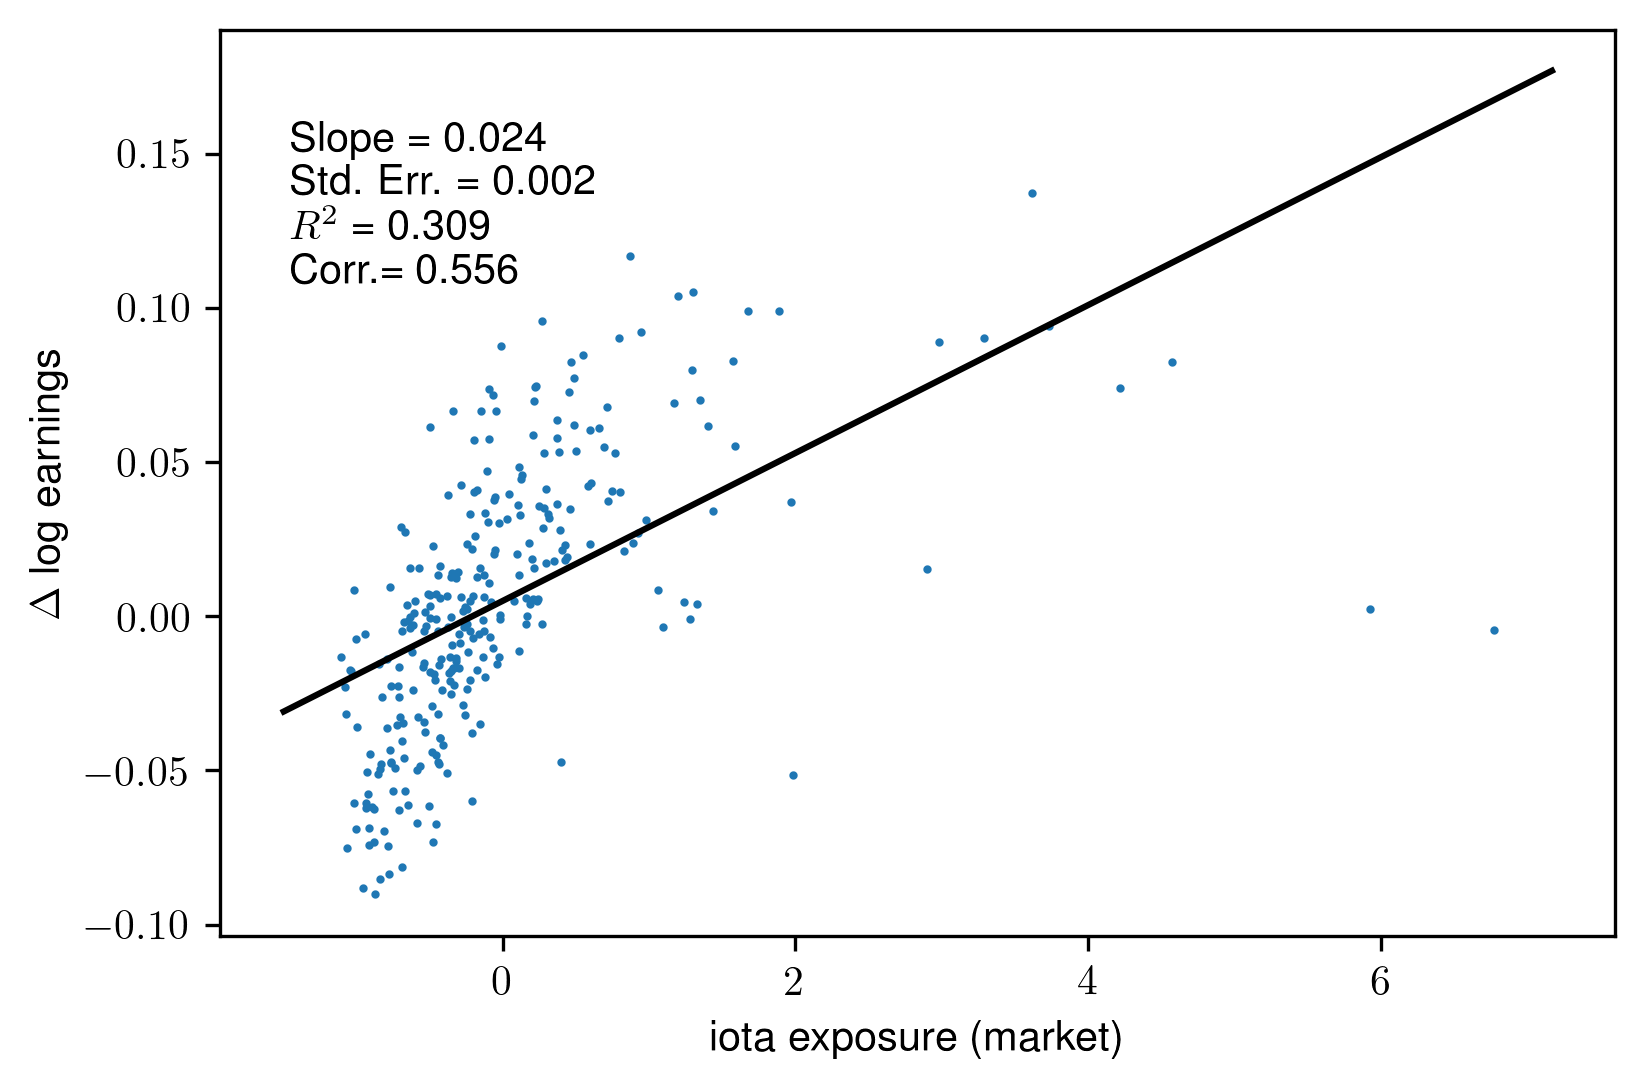 Slope = 0.024
Std. Err. = 0.002
R² = 0.309
Corr.= 0.556
0.15
0.10
0.05
0.00
−0.05
−0.10
Δ log earnings
0 2 4 6
iota exposure (market)